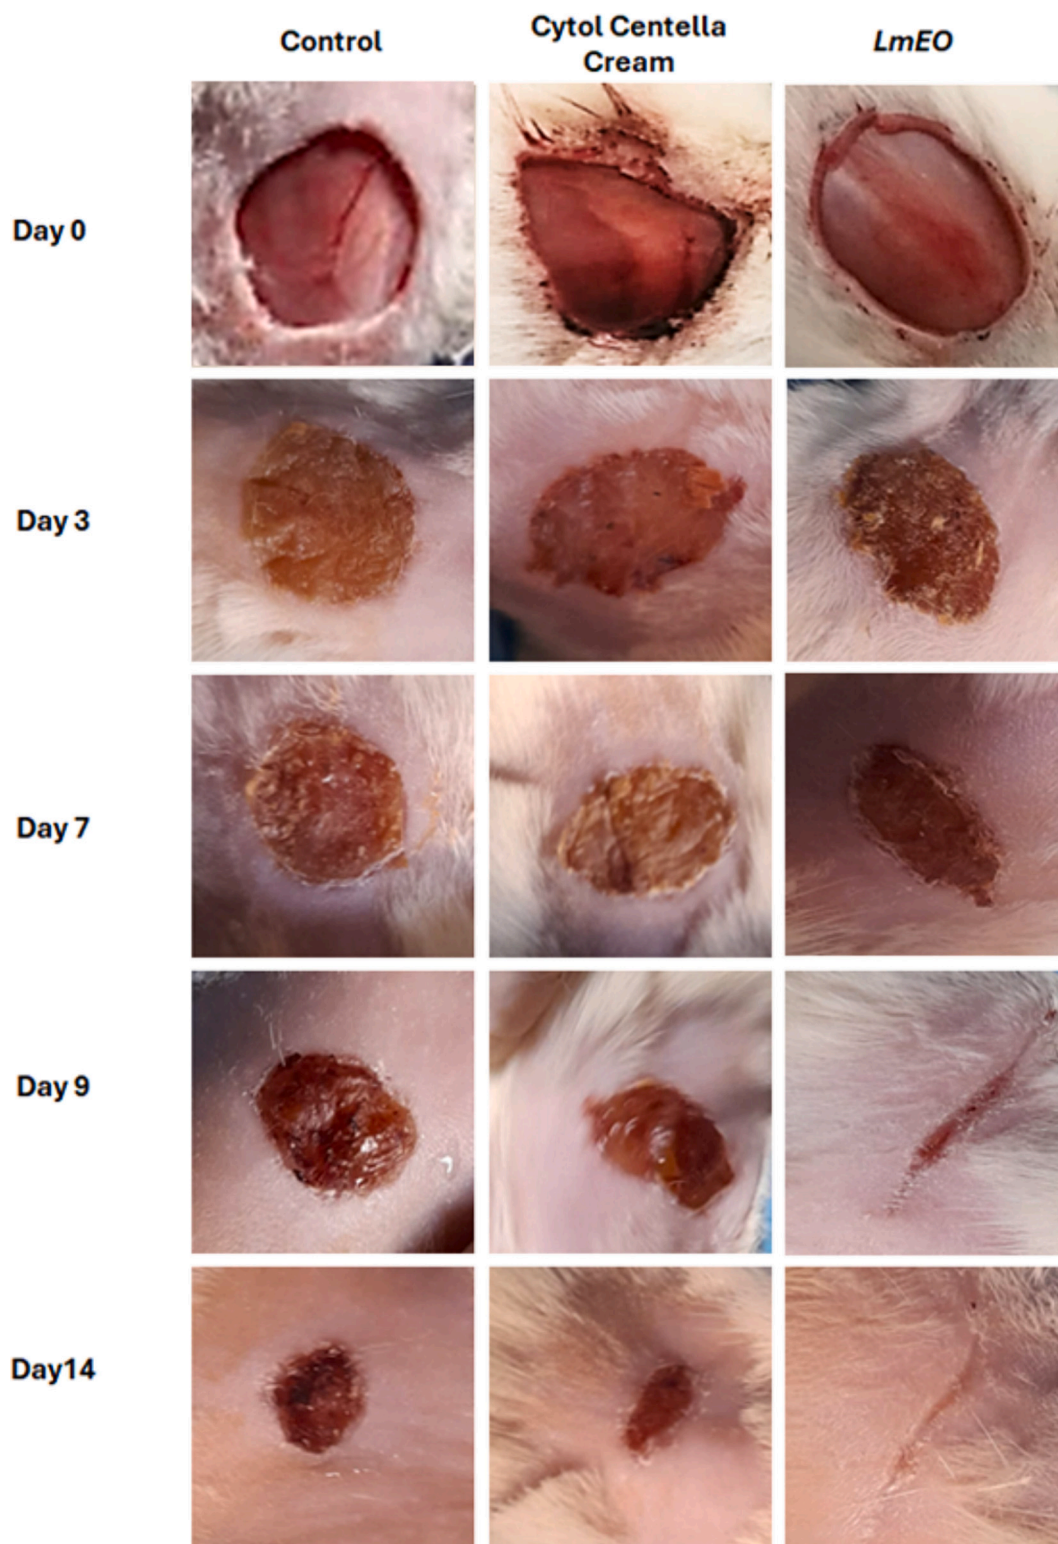 Control
Cytol Centella
Cream
LmEO
Day 0
Day 3
Day 7
Day 9
Day14